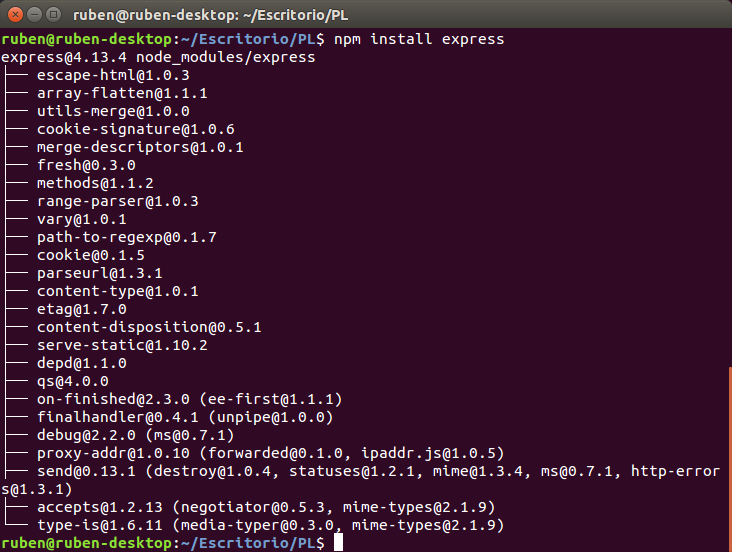 ruben@ruben-desktop: ~/Escritorio/PL
ruben@ruben-desktop:~/Escritorio/PL$ npm install express
express@4.13.4 node_modules/express
├── escape-html@1.0.3
├── array-flatten@1.1.1
├── utils-merge@1.0.0
├── cookie-signature@1.0.6
├── merge-descriptors@1.0.1
├── fresh@0.3.0
├── methods@1.1.2
├── range-parser@1.0.3
├── vary@1.0.1
├── path-to-regexp@0.1.7
├── cookie@0.1.5
├── parseurl@1.3.1
├── content-type@1.0.1
├── etag@1.7.0
├── content-disposition@0.5.1
├── serve-static@1.10.2
├── depd@1.1.0
├── qs@4.0.0
├── on-finished@2.3.0 (ee-first@1.1.1)
├── finalhandler@0.4.1 (unpipe@1.0.0)
├── debug@2.2.0 (ms@0.7.1)
├── proxy-addr@1.0.10 (forwarded@0.1.0, ipaddr.js@1.0.5)
├── send@0.13.1 (destroy@1.0.4, statuses@1.2.1, mime@1.3.4, ms@0.7.1, http-error
s@1.3.1)
├── accepts@1.2.13 (negotiator@0.5.3, mime-types@2.1.9)
└── type-is@1.6.11 (media-typer@0.3.0, mime-types@2.1.9)
ruben@ruben-desktop:~/Escritorio/PL$